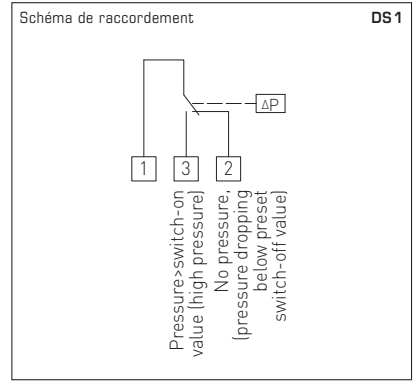 Schéma de raccordement
DS1
ΔP
1
3
2
Pressure>switch-on
value (high pressure)
No pressure,
(pressure dropping
below preset
switch-off value)